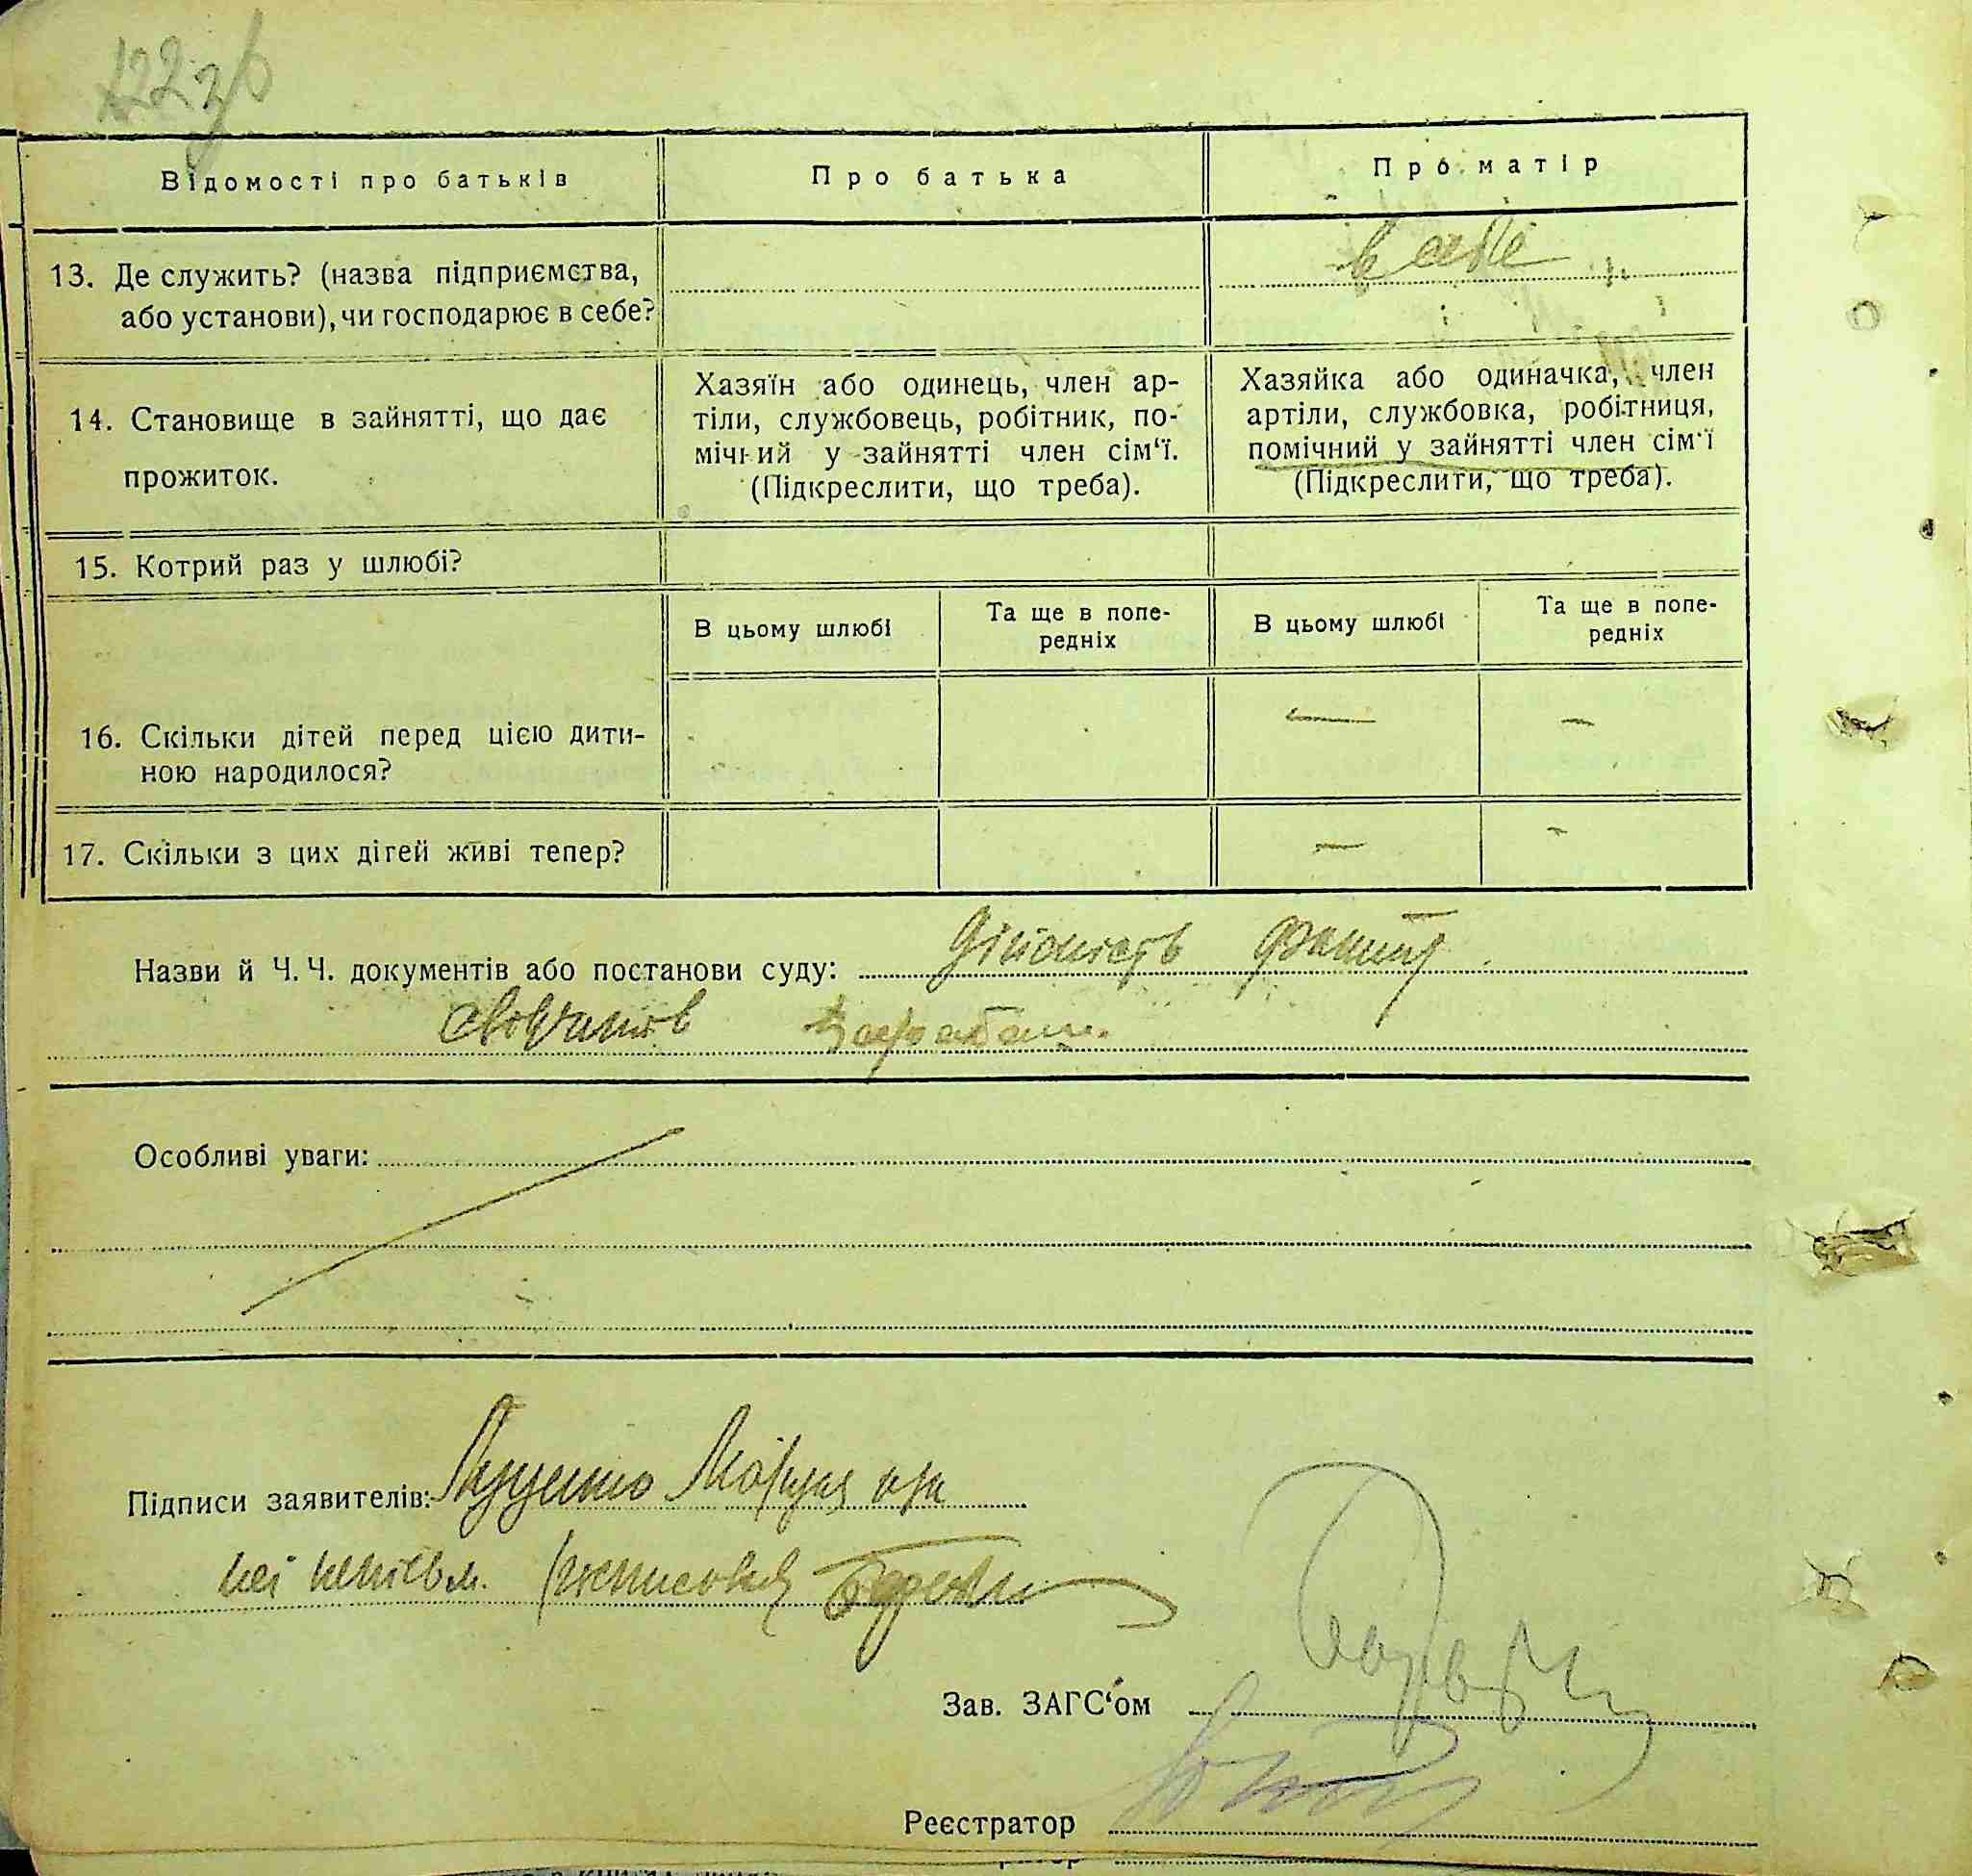 122зв
Відомості про батьків
Про батька
Про матір
13. Де служить? (назва підприємства,
або установи), чи господарює в себе?
в себе
14. Становище в зайнятті, що дає
прожиток.
Хазяїн або одинець, член ар-
тіли, службовець, робітник, по-
мічний у зайнятті член сім‘ї.
(Підкреслити, що треба).
Хазяйка або одиначка, член
артіли, службовка, робітниця,
помічний у зайнятті член сім‘ї
(Підкреслити, що треба).
15. Котрий раз у шлюбі?
В цьому шлюбі
Та ще в попе-
редніх
В цьому шлюбі
Та ще в попе-
редніх
16. Скільки дітей перед цією дити-
ною народилося?
— —
17. Скільки з цих дітей живі тепер?
— -
Назви й Ч. Ч. документів або постанови суду: дійсність факту
Особливі уваги:
Підписи заявителів:
Зав. ЗАГС‘ом
Реєстратор